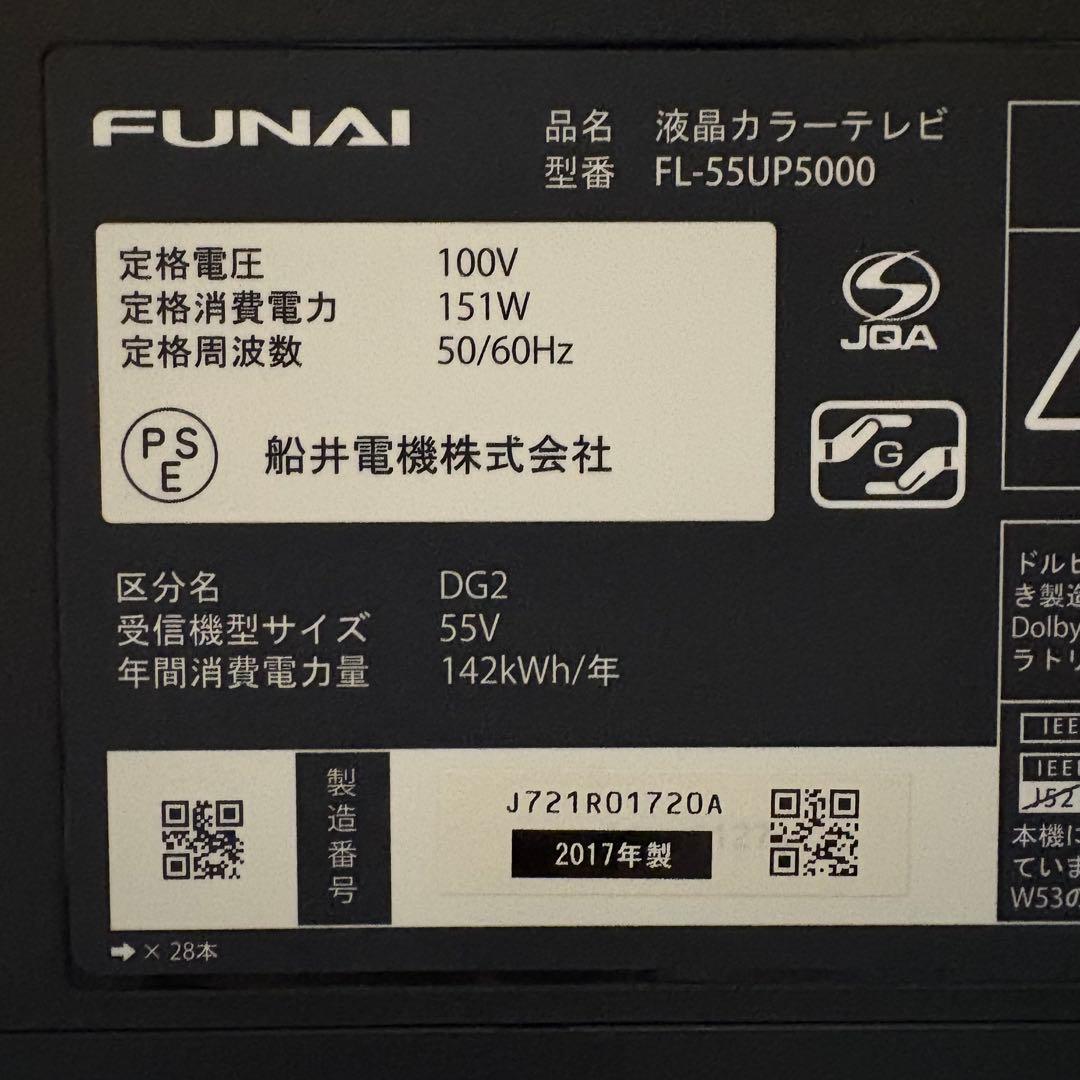 FUNAI
品名 液晶カラーテレビ
型番 FL-55UP5000
定格電圧 100V
定格消費電力 151W
定格周波数 50/60Hz
PSE 船井電機株式会社
JQA
G
区分名 DG2
受信機型サイズ 55V
年間消費電力量 142kWh/年
製造番号
J721R01720A
2017年製
➡ × 28本
ドルビ
き製造
Dolby
ラトリ
IEE
IEEE
J52
本機に
ていま
W53の